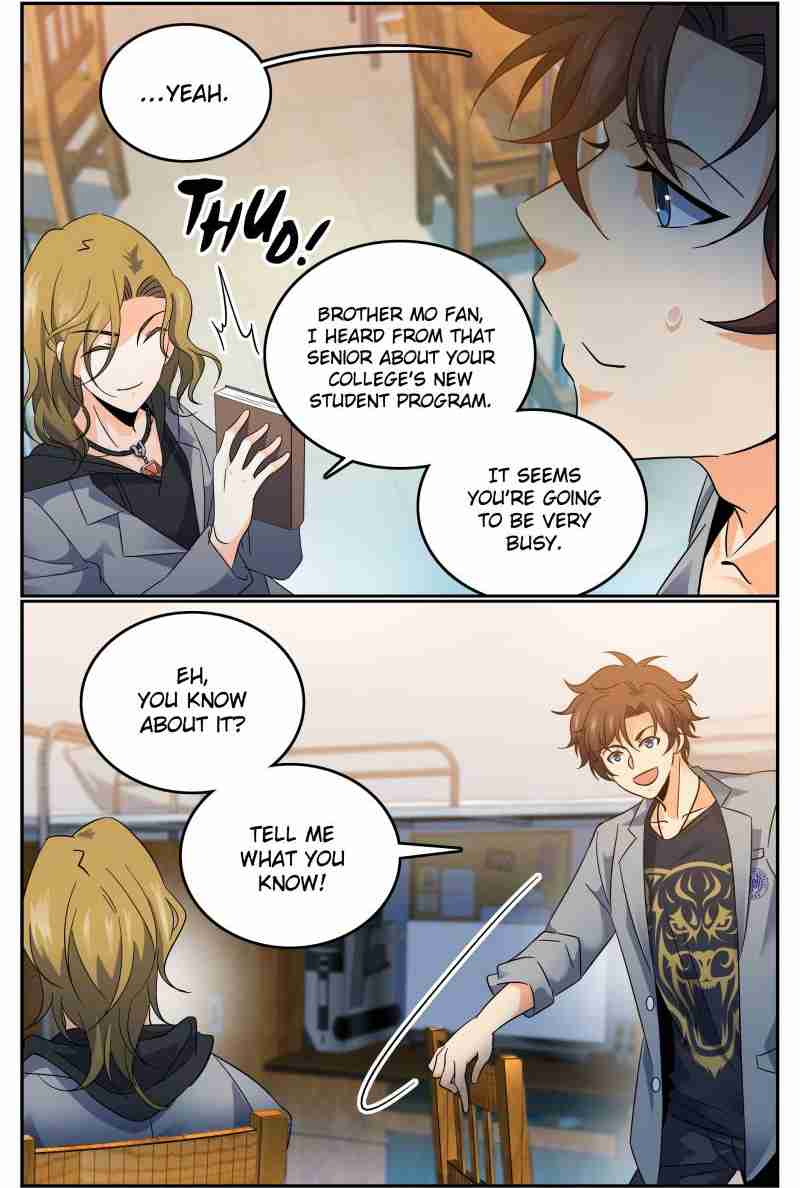 ...YEAH.
THUD!
BROTHER MO FAN,
I HEARD FROM THAT
SENIOR ABOUT YOUR
COLLEGE'S NEW
STUDENT PROGRAM.
IT SEEMS
YOU'RE GOING
TO BE VERY
BUSY.
EH,
YOU KNOW
ABOUT IT?
TELL ME
WHAT YOU
KNOW!